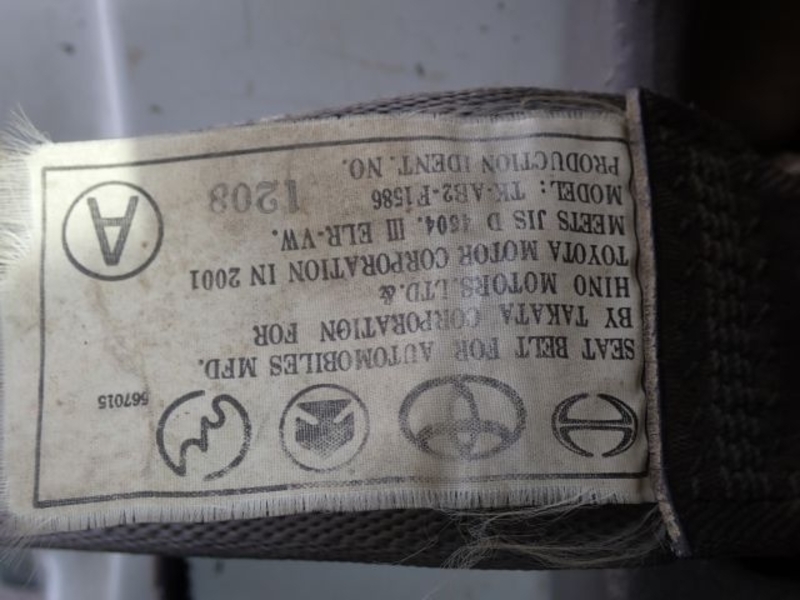 567015
SEAT BELT FOR AUTOMOBILES MFD.
BY TAKATA CORPORATION FOR
HINO MOTORS.LTD.&
TOYOTA MOTOR CORPORATION IN 2001
MEETS JIS D 4604. III ELR-VW.
MODEL: TK-AB2-F1586
PRODUCTION IDENT. NO.
1208
A